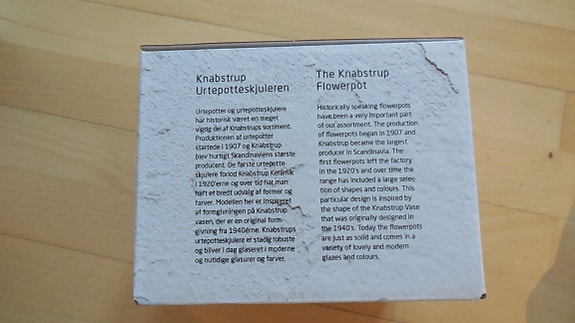 Knabstrup
Urtepotteskjuleren
Urtepotter og urtepotteskjulere
har historisk været en meget
vigtig del af Knabstrups sortiment.
Produktionen af urtepotter
startede i 1907 og Knabstrup
blev hurtigt Skandinaviens største
producent. De første urtepotte
skjulere forlod Knabstrup Keramik
i 1920'erne og over tid har man
haft et bredt udvalg af former og
farver. Modellen her er inspireret
af formgivningen på Knabstrup
vasen, der er en original form-
givning fra 1940érne. Knabstrups
urtepotteskjulere er stadig robuste
og bliver i dag glaseret i moderne
og nutidige glasurer og farver.
The Knabstrup
Flowerpot
Historically speaking flowerpots
have been a very important part
of our assortment. The production
of flowerpots began in 1907 and
Knabstrup became the largest
producer in Scandinavia. The
first flowerpots left the factory
in the 1920's and over time the
range has included a large selec-
tion of shapes and colours. This
particular design is inspired by
the shape of the Knabstrup Vase
that was originally designed in
the 1940's. Today the flowerpots
are just as solid and comes in a
variety of lovely and modern
glazes and colours.